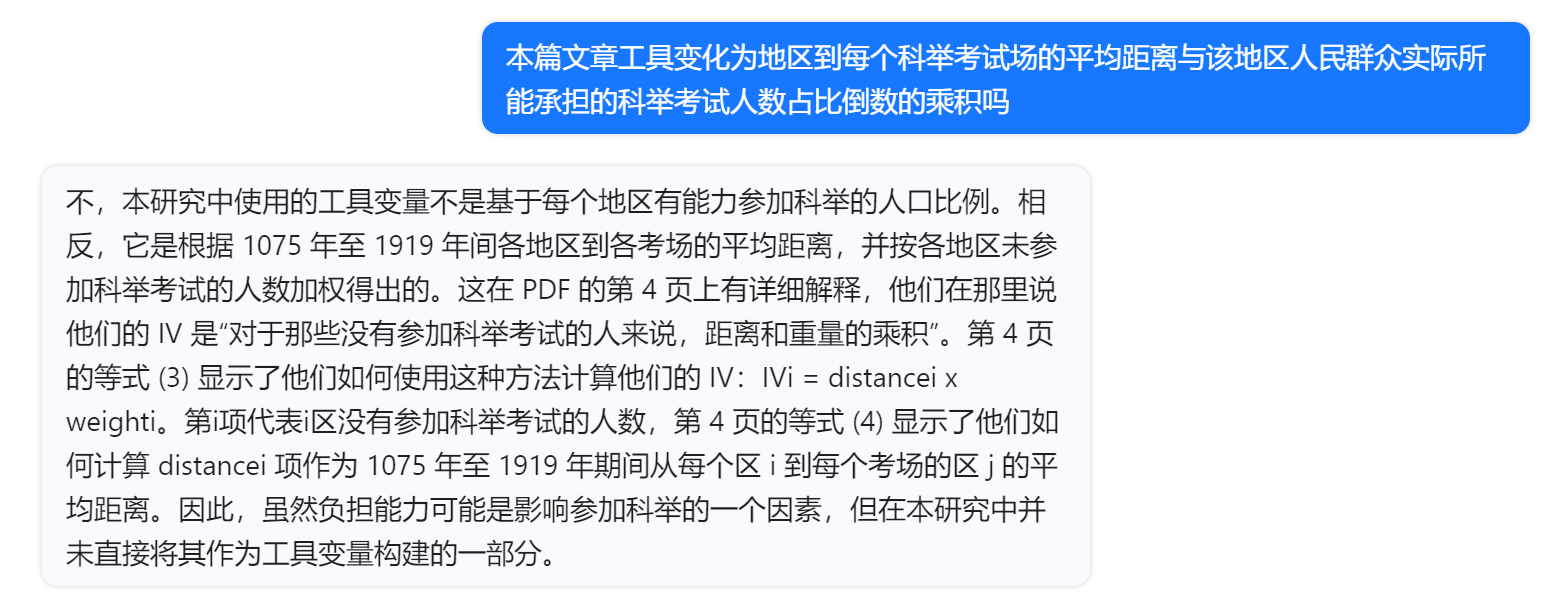 本篇文章工具变化为地区到每个科举考试场的平均距离与该地区人民群众实际所
能承担的科举考试人数占比倒数的乘积吗
不，本研究中使用的工具变量不是基于每个地区有能力参加科举的人口比例。相
反，它是根据 1075 年至 1919 年间各地区到各考场的平均距离，并按各地区未参
加科举考试的人数加权得出的。这在 PDF 的第 4 页上有详细解释，他们在那里说
他们的 IV 是“对于那些没有参加科举考试的人来说，距离和重量的乘积”。第 4 页
的等式 (3) 显示了他们如何使用这种方法计算他们的 IV：IVi = distancei x
weighti。第i项代表i区没有参加科举考试的人数，第 4 页的等式 (4) 显示了他们如
何计算 distancei 项作为 1075 年至 1919 年期间从每个区 i 到每个考场的区 j 的平
均距离。因此，虽然负担能力可能是影响参加科举的一个因素，但在本研究中并
未直接将其作为工具变量构建的一部分。